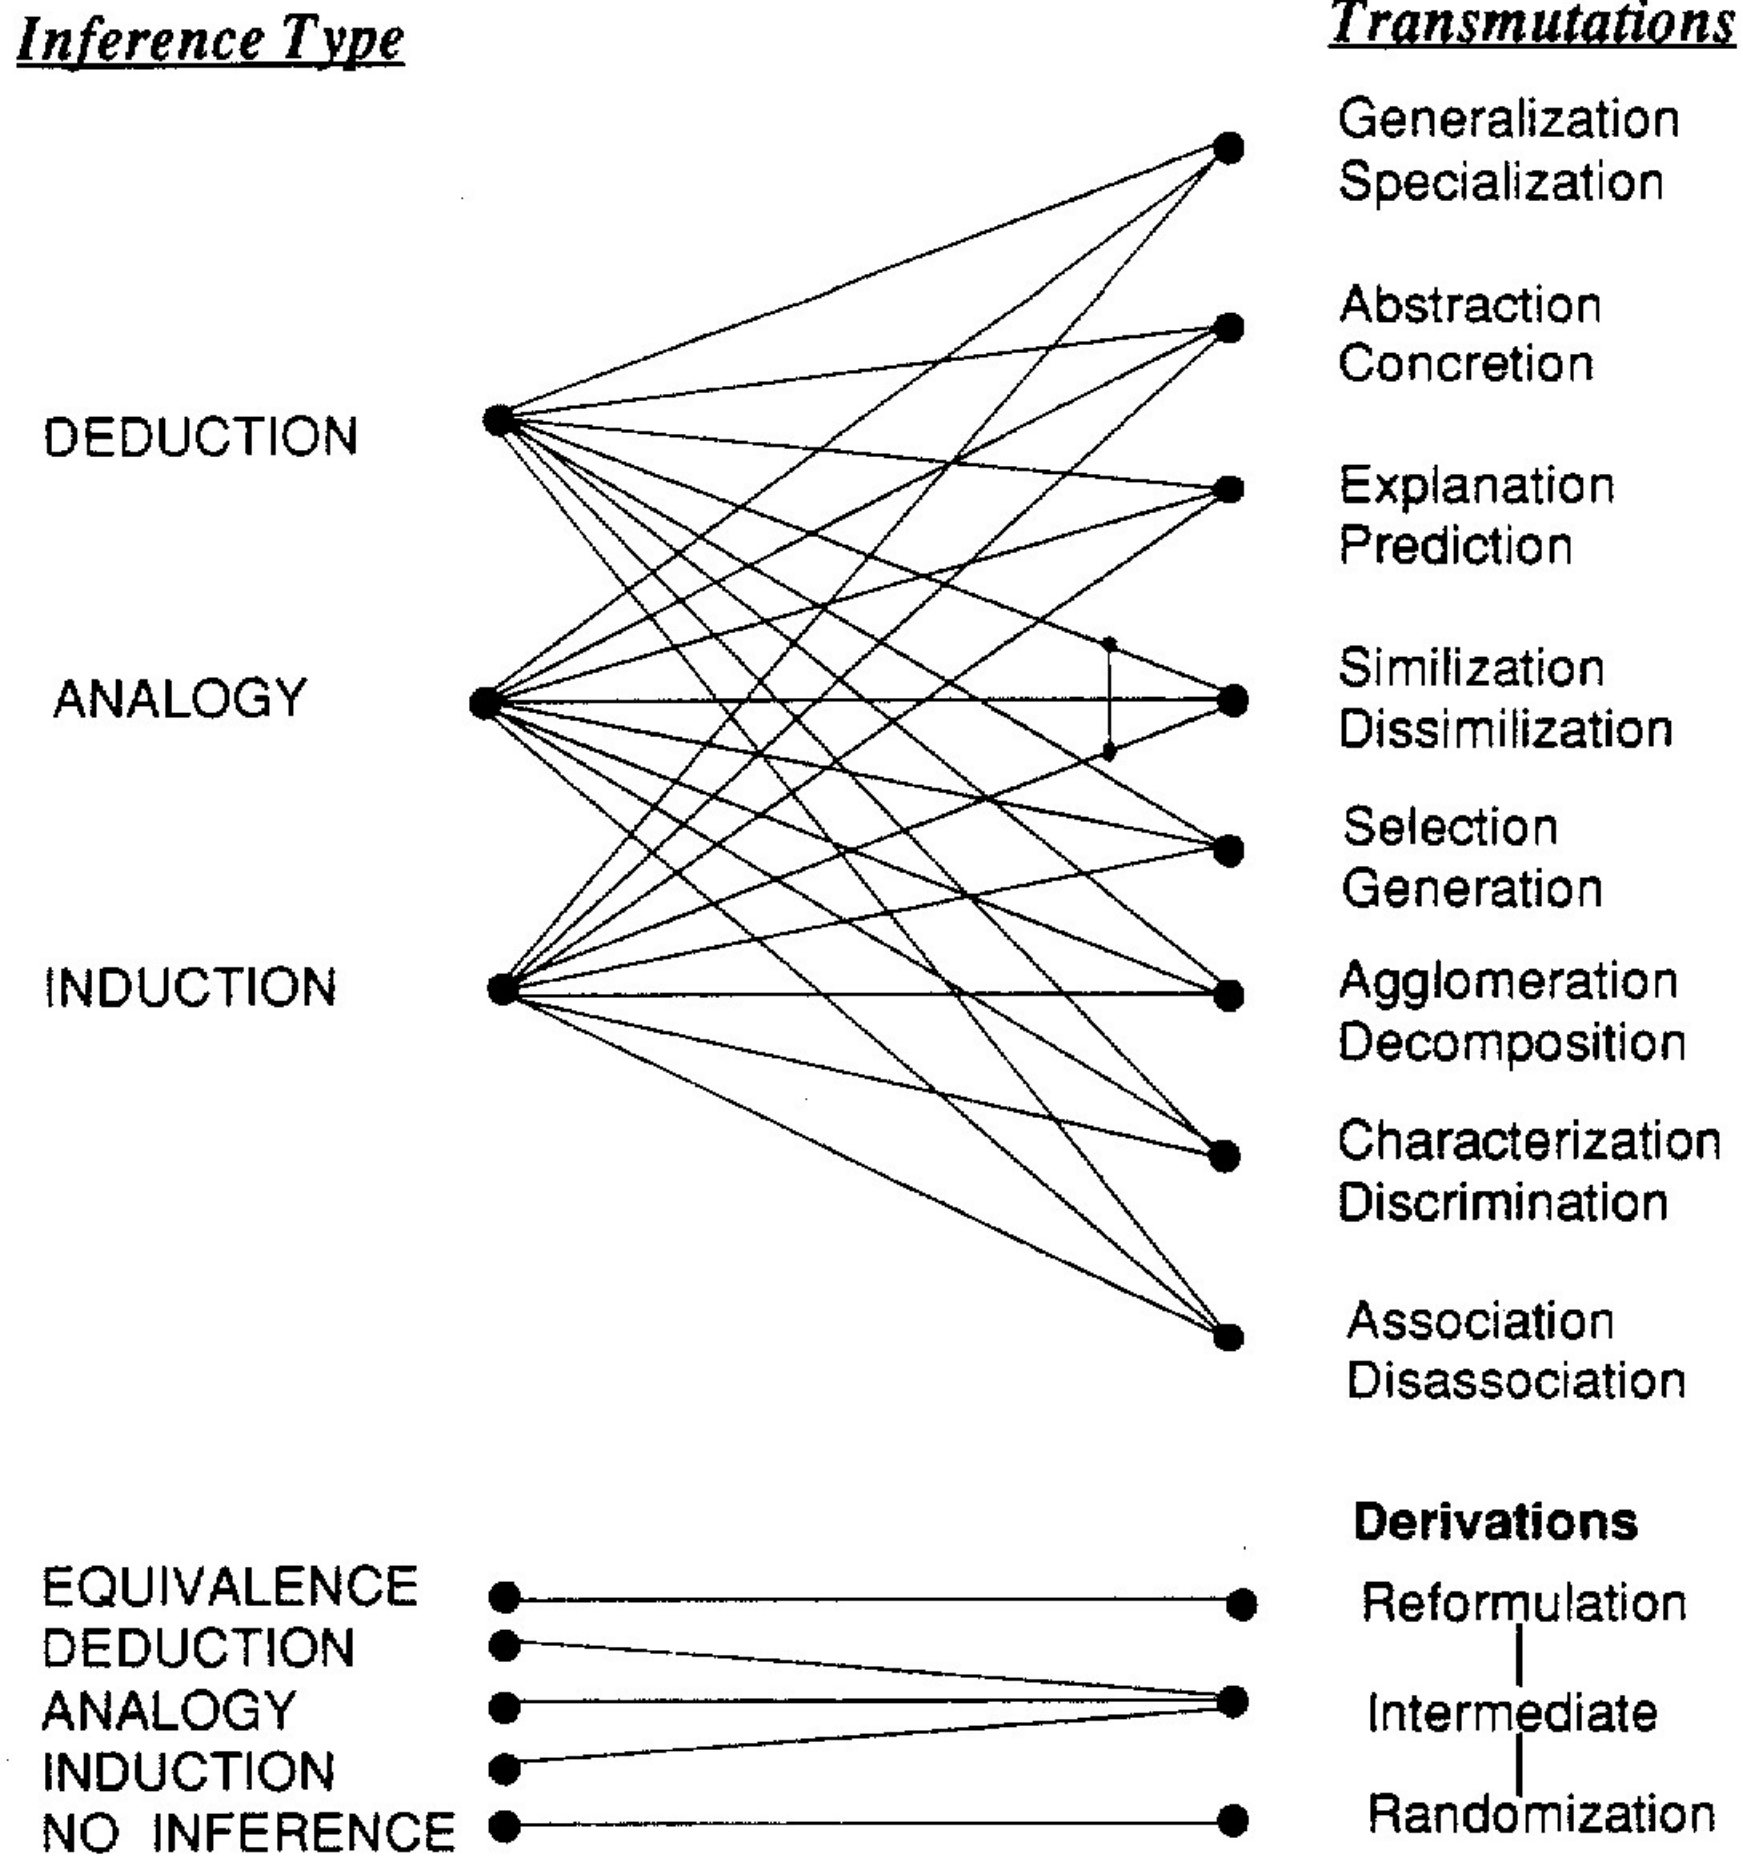 Inference Type
Transmutations
Generalization
Specialization
Abstraction
Concretion
DEDUCTION
Explanation
Prediction
ANALOGY
Similization
Dissimilization
Selection
Generation
INDUCTION
Agglomeration
Decomposition
Characterization
Discrimination
Association
Disassociation
Derivations
EQUIVALENCE
Reformulation
DEDUCTION
ANALOGY
Intermediate
INDUCTION
NO INFERENCE
Randomization